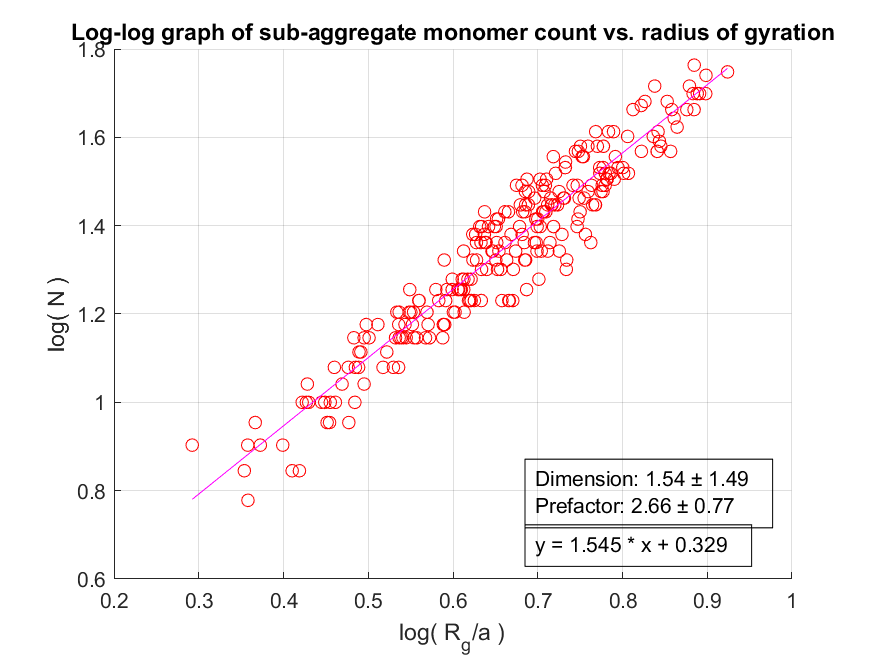 Log-log graph of sub-aggregate monomer count vs. radius of gyration
1.8
1.6
1.4
1.2
1
0.8
0.6
log( N )
Dimension: 1.54 ± 1.49
Prefactor: 2.66 ± 0.77
y = 1.545 * x + 0.329
0.2 0.3 0.4 0.5 0.6 0.7 0.8 0.9 1
log( R_g/a )